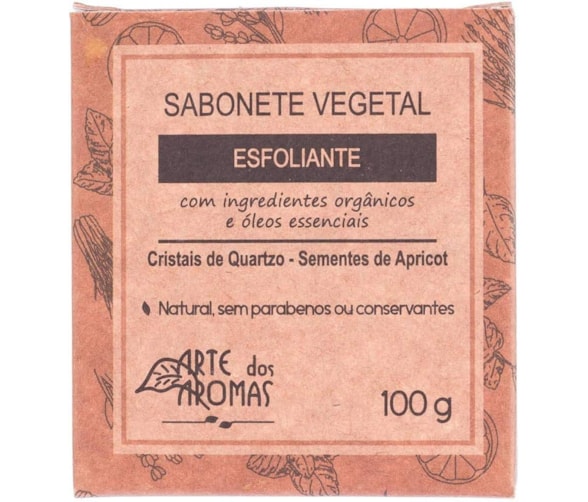 SABONETE VEGETAL
ESFOLIANTE
com ingredientes orgânicos
e óleos essenciais
Cristais de Quartzo - Sementes de Apricot
Natural, sem parabenos ou conservantes
ARTE dos
AROMAS
100 g